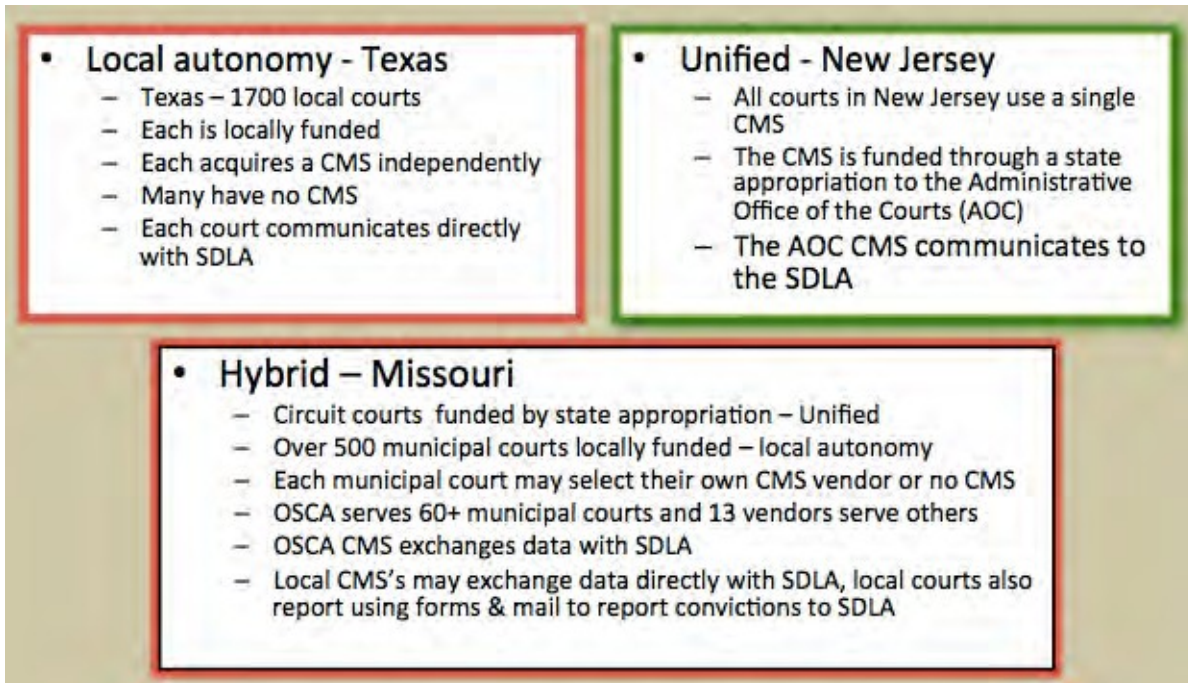 • Local autonomy - Texas
– Texas – 1700 local courts
– Each is locally funded
– Each acquires a CMS independently
– Many have no CMS
– Each court communicates directly
with SDLA
• Unified - New Jersey
– All courts in New Jersey use a single
CMS
– The CMS is funded through a state
appropriation to the Administrative
Office of the Courts (AOC)
– The AOC CMS communicates to
the SDLA
• Hybrid – Missouri
– Circuit courts funded by state appropriation – Unified
– Over 500 municipal courts locally funded – local autonomy
– Each municipal court may select their own CMS vendor or no CMS
– OSCA serves 60+ municipal courts and 13 vendors serve others
– OSCA CMS exchanges data with SDLA
– Local CMS's may exchange data directly with SDLA, local courts also
report using forms & mail to report convictions to SDLA